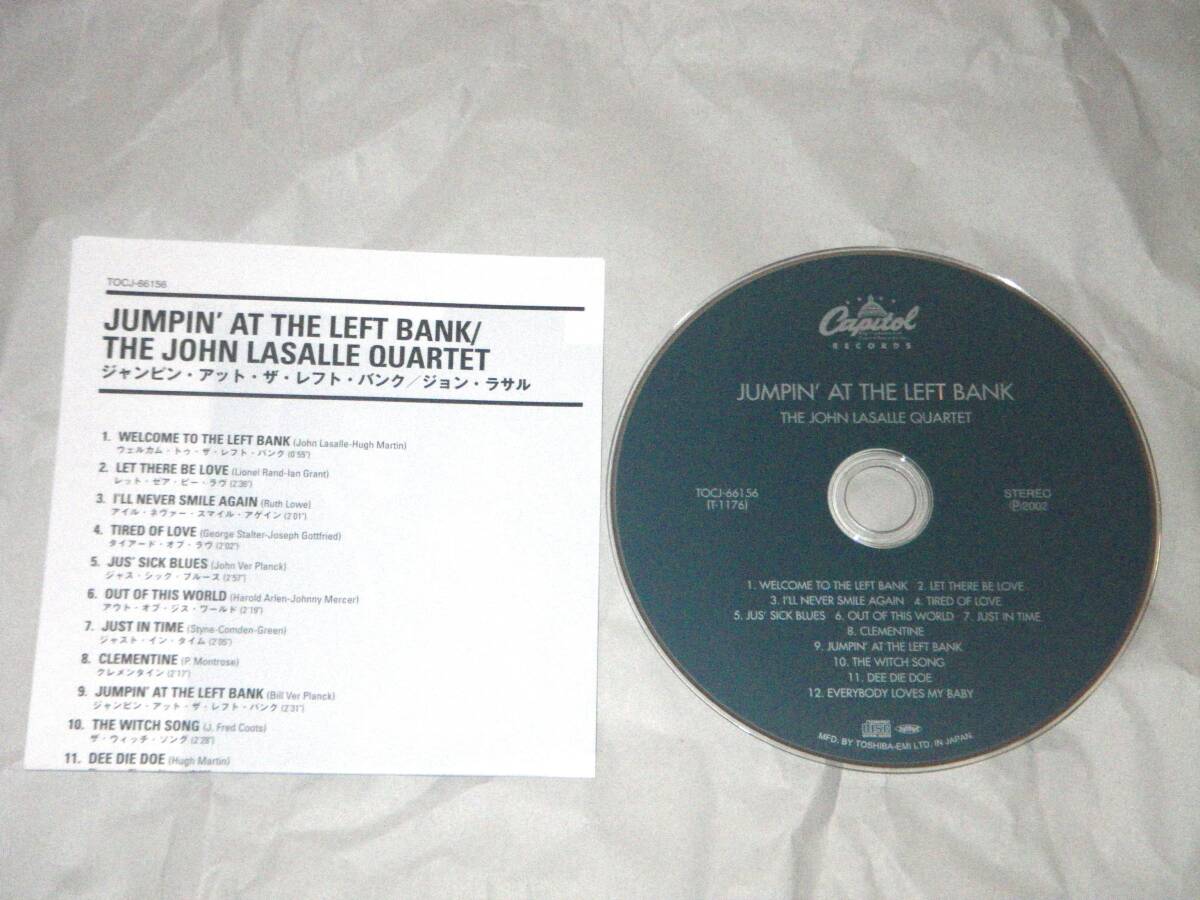 TOCJ-66156
JUMPIN' AT THE LEFT BANK/
THE JOHN LASALLE QUARTET
ジャンピン・アット・ザ・レフト・バンク／ジョン・ラサル
1. WELCOME TO THE LEFT BANK (John Lasalle-Hugh Martin)
ウェルカム・トゥ・ザ・レフト・バンク (0'55")
2. LET THERE BE LOVE (Lionel Rand-Ian Grant)
レット・ゼア・ビー・ラヴ (2'36")
3. I'LL NEVER SMILE AGAIN (Ruth Lowe)
アイル・ネヴァー・スマイル・アゲイン (2'01")
4. TIRED OF LOVE (George Stalter-Joseph Gottfried)
タイアード・オブ・ラヴ (2'02")
5. JUS' SICK BLUES (John Ver Planck)
ジャス・シック・ブルース (2'57")
6. OUT OF THIS WORLD (Harold Arlen-Johnny Mercer)
アウト・オブ・ジス・ワールド (2'19")
7. JUST IN TIME (Styne-Comden-Green)
ジャスト・イン・タイム (2'05")
8. CLEMENTINE (P. Montrose)
クレメンタイン (2'17")
9. JUMPIN' AT THE LEFT BANK (Bill Ver Planck)
ジャンピン・アット・ザ・レフト・バンク (2'31")
10. THE WITCH SONG (J. Fred Coots)
ザ・ウィッチ・ソング (2'28")
11. DEE DIE DOE (Hugh Martin)
Capitol
RECORDS
JUMPIN' AT THE LEFT BANK
THE JOHN LASALLE QUARTET
TOCJ-66156
(T-1176)
STEREO
Ⓟ2002
1. WELCOME TO THE LEFT BANK 2. LET THERE BE LOVE
3. I'LL NEVER SMILE AGAIN 4. TIRED OF LOVE
5. JUS' SICK BLUES 6. OUT OF THIS WORLD 7. JUST IN TIME
8. CLEMENTINE
9. JUMPIN' AT THE LEFT BANK
10. THE WITCH SONG
11. DEE DIE DOE
12. EVERYBODY LOVES MY BABY
MFD. BY TOSHIBA-EMI LTD. IN JAPAN.